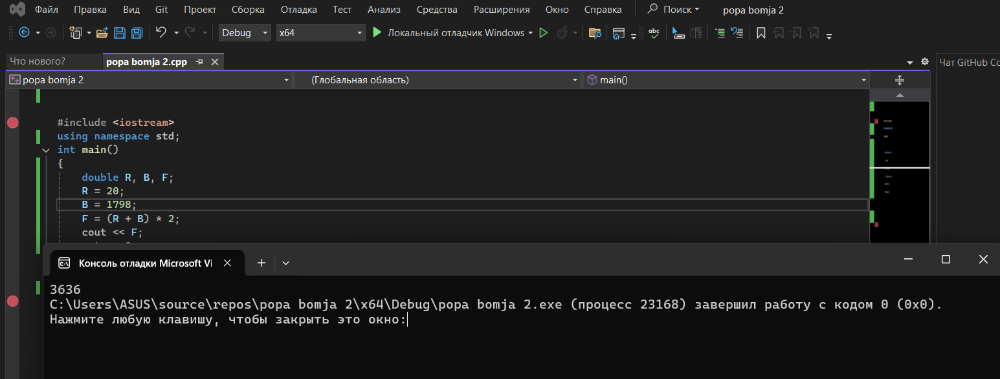 Файл Правка Вид Git Проект Сборка Отладка Тест Анализ Средства Расширения Окно Справка Поиск popa bomja 2
Debug x64 Локальный отладчик Windows abc
Что нового? popa bomja 2.cpp
Чат GitHub Co
popa bomja 2 (Глобальная область) main()
#include <iostream>
using namespace std;
int main()
{
double R, B, F;
R = 20;
B = 1798;
F = (R + B) * 2;
cout << F;
Консоль отладки Microsoft Vi
3636
C:\Users\ASUS\source\repos\popa bomja 2\x64\Debug\popa bomja 2.exe (процесс 23168) завершил работу с кодом 0 (0x0).
Нажмите любую клавишу, чтобы закрыть это окно: